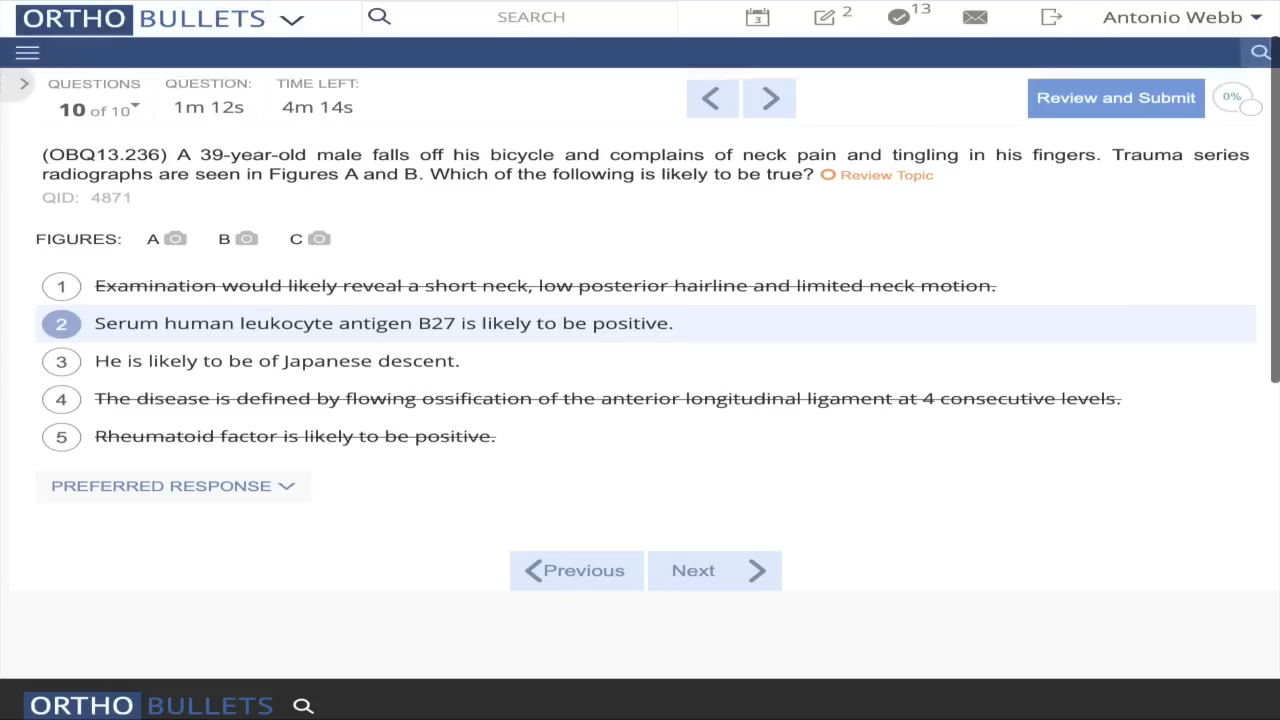 ORTHO BULLETS SEARCH 3 2 13 Antonio Webb
QUESTIONS QUESTION: TIME LEFT:
10 of 10 1m 12s 4m 14s Review and Submit 0%
(OBQ13.236) A 39-year-old male falls off his bicycle and complains of neck pain and tingling in his fingers. Trauma series
radiographs are seen in Figures A and B. Which of the following is likely to be true? Review Topic
QID: 4871
FIGURES: A B C
1 Examination would likely reveal a short neck, low posterior hairline and limited neck motion.
2 Serum human leukocyte antigen B27 is likely to be positive.
3 He is likely to be of Japanese descent.
4 The disease is defined by flowing ossification of the anterior longitudinal ligament at 4 consecutive levels.
5 Rheumatoid factor is likely to be positive.
PREFERRED RESPONSE
Previous Next
ORTHO BULLETS